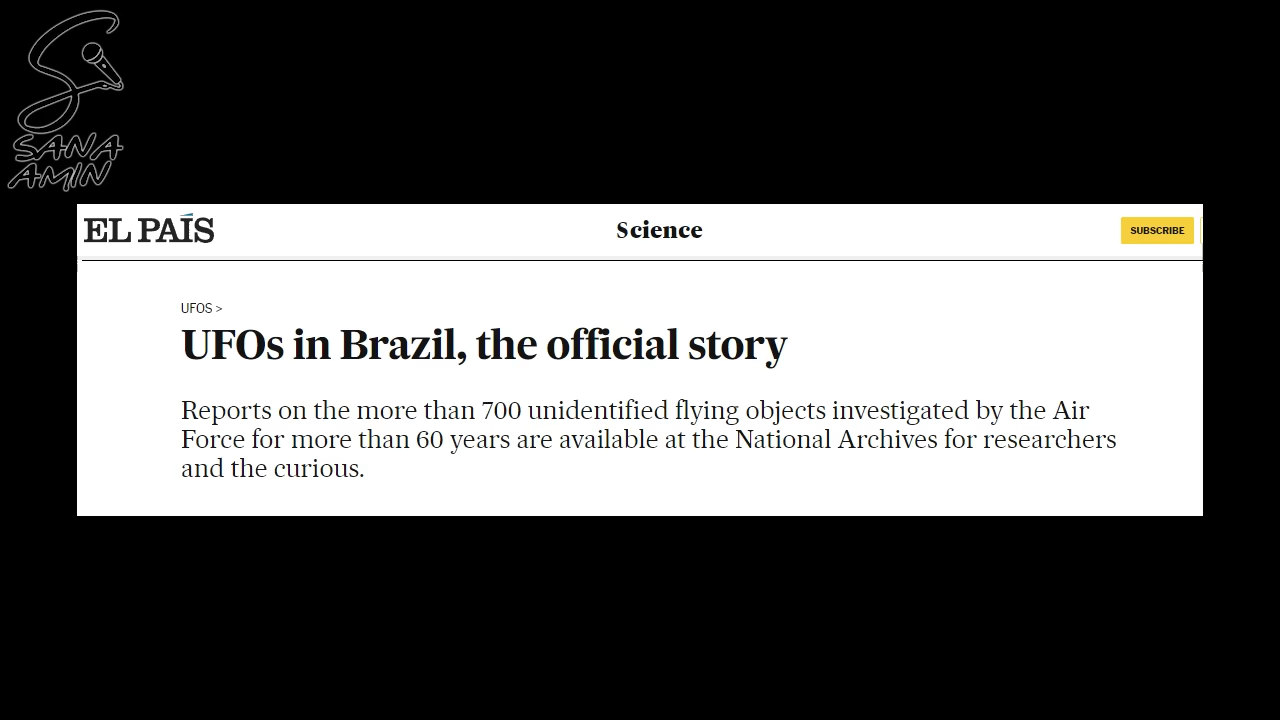 SANA
AMIN
EL PAÍS
Science
SUBSCRIBE
UFOS >
UFOs in Brazil, the official story
Reports on the more than 700 unidentified flying objects investigated by the Air
Force for more than 60 years are available at the National Archives for researchers
and the curious.